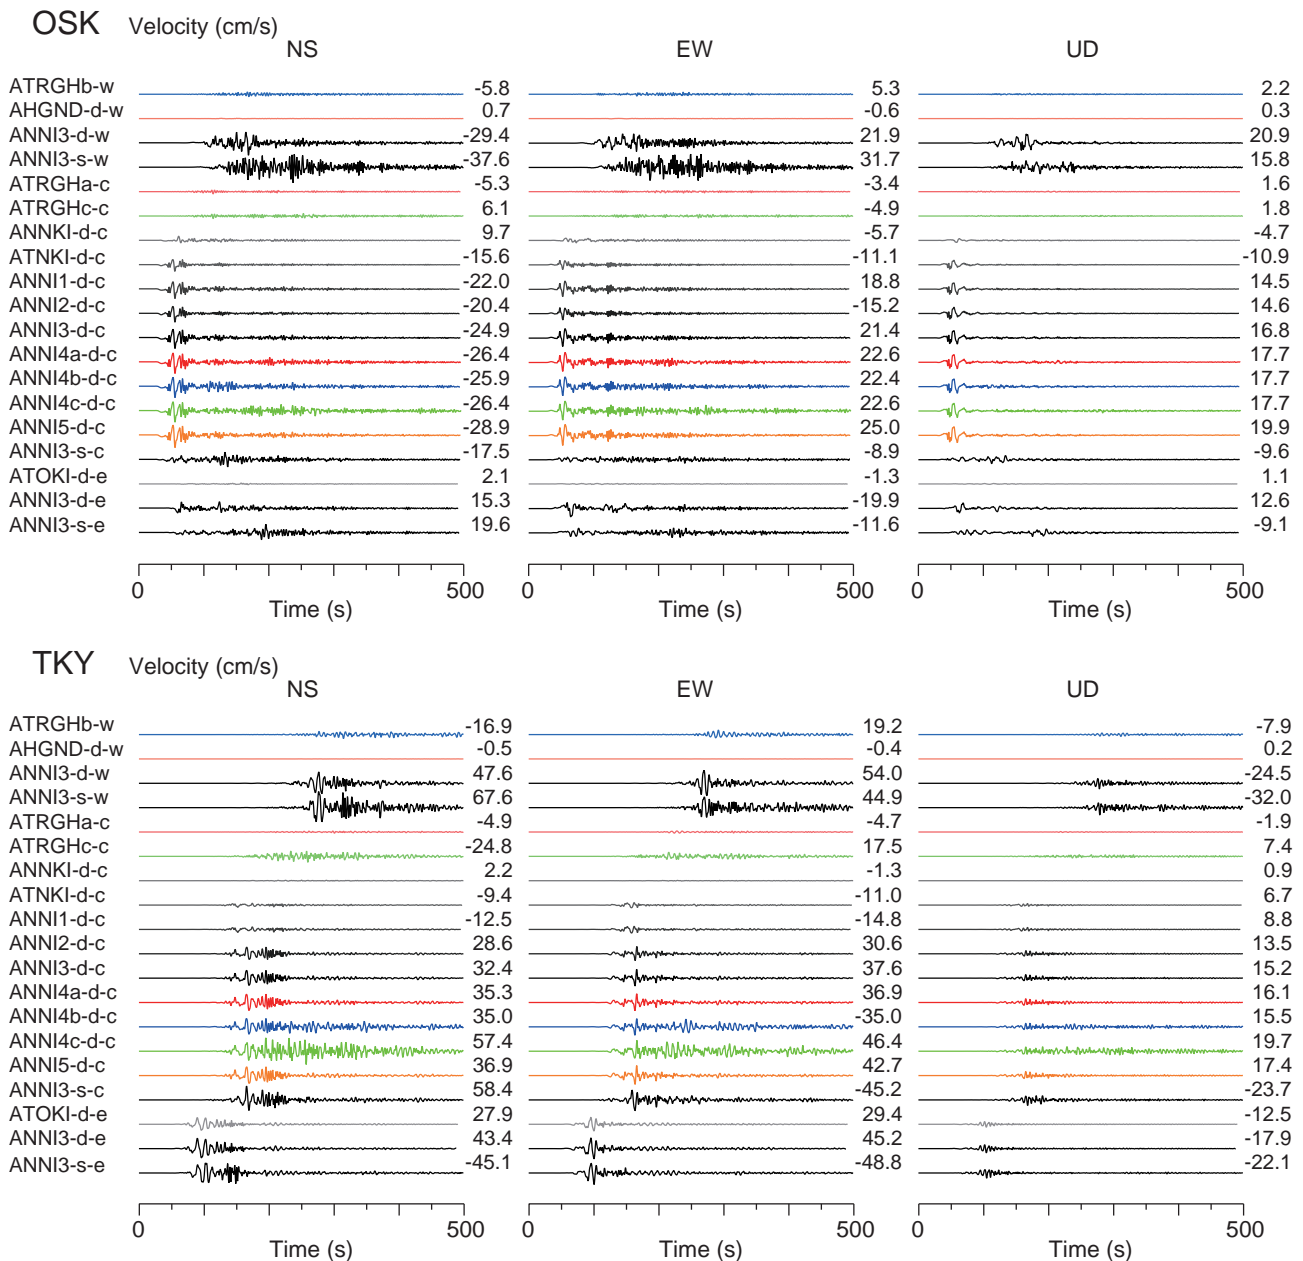 OSK Velocity (cm/s)
NS EW UD
ATRGHb-w -5.8 5.3 2.2
AHGND-d-w 0.7 -0.6 0.3
ANNI3-d-w -29.4 21.9 20.9
ANNI3-s-w -37.6 31.7 15.8
ATRGHa-c -5.3 -3.4 1.6
ATRGHc-c 6.1 -4.9 1.8
ANNKI-d-c 9.7 -5.7 -4.7
ATNKI-d-c -15.6 -11.1 -10.9
ANNI1-d-c -22.0 18.8 14.5
ANNI2-d-c -20.4 -15.2 14.6
ANNI3-d-c -24.9 21.4 16.8
ANNI4a-d-c -26.4 22.6 17.7
ANNI4b-d-c -25.9 22.4 17.7
ANNI4c-d-c -26.4 22.6 17.7
ANNI5-d-c -28.9 25.0 19.9
ANNI3-s-c -17.5 -8.9 -9.6
ATOKI-d-e 2.1 -1.3 1.1
ANNI3-d-e 15.3 -19.9 12.6
ANNI3-s-e 19.6 -11.6 -9.1
0 500 0 500 0 500
Time (s) Time (s) Time (s)
TKY Velocity (cm/s)
NS EW UD
ATRGHb-w -16.9 19.2 -7.9
AHGND-d-w -0.5 -0.4 0.2
ANNI3-d-w 47.6 54.0 -24.5
ANNI3-s-w 67.6 44.9 -32.0
ATRGHa-c -4.9 -4.7 -1.9
ATRGHc-c -24.8 17.5 7.4
ANNKI-d-c 2.2 -1.3 0.9
ATNKI-d-c -9.4 -11.0 6.7
ANNI1-d-c -12.5 -14.8 8.8
ANNI2-d-c 28.6 30.6 13.5
ANNI3-d-c 32.4 37.6 15.2
ANNI4a-d-c 35.3 36.9 16.1
ANNI4b-d-c 35.0 -35.0 15.5
ANNI4c-d-c 57.4 46.4 19.7
ANNI5-d-c 36.9 42.7 17.4
ANNI3-s-c 58.4 -45.2 -23.7
ATOKI-d-e 27.9 29.4 -12.5
ANNI3-d-e 43.4 45.2 -17.9
ANNI3-s-e -45.1 -48.8 -22.1
0 500 0 500 0 500
Time (s) Time (s) Time (s)